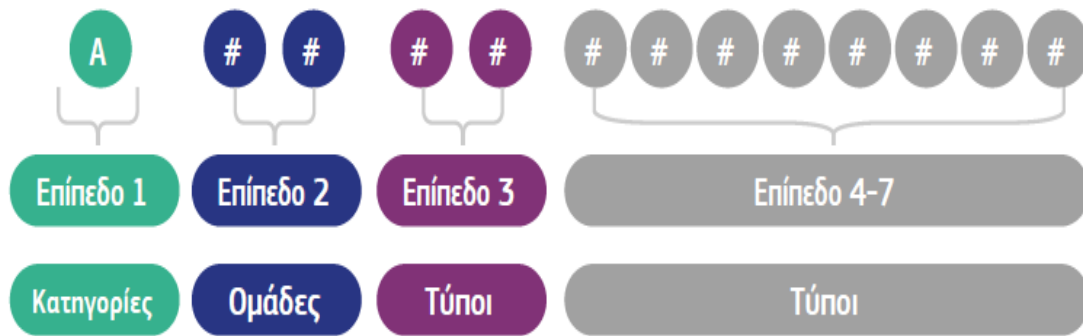 A # # # # # # # # # # # #
Επίπεδο 1 Επίπεδο 2 Επίπεδο 3 Επίπεδο 4-7
Κατηγορίες Ομάδες Τύποι Τύποι